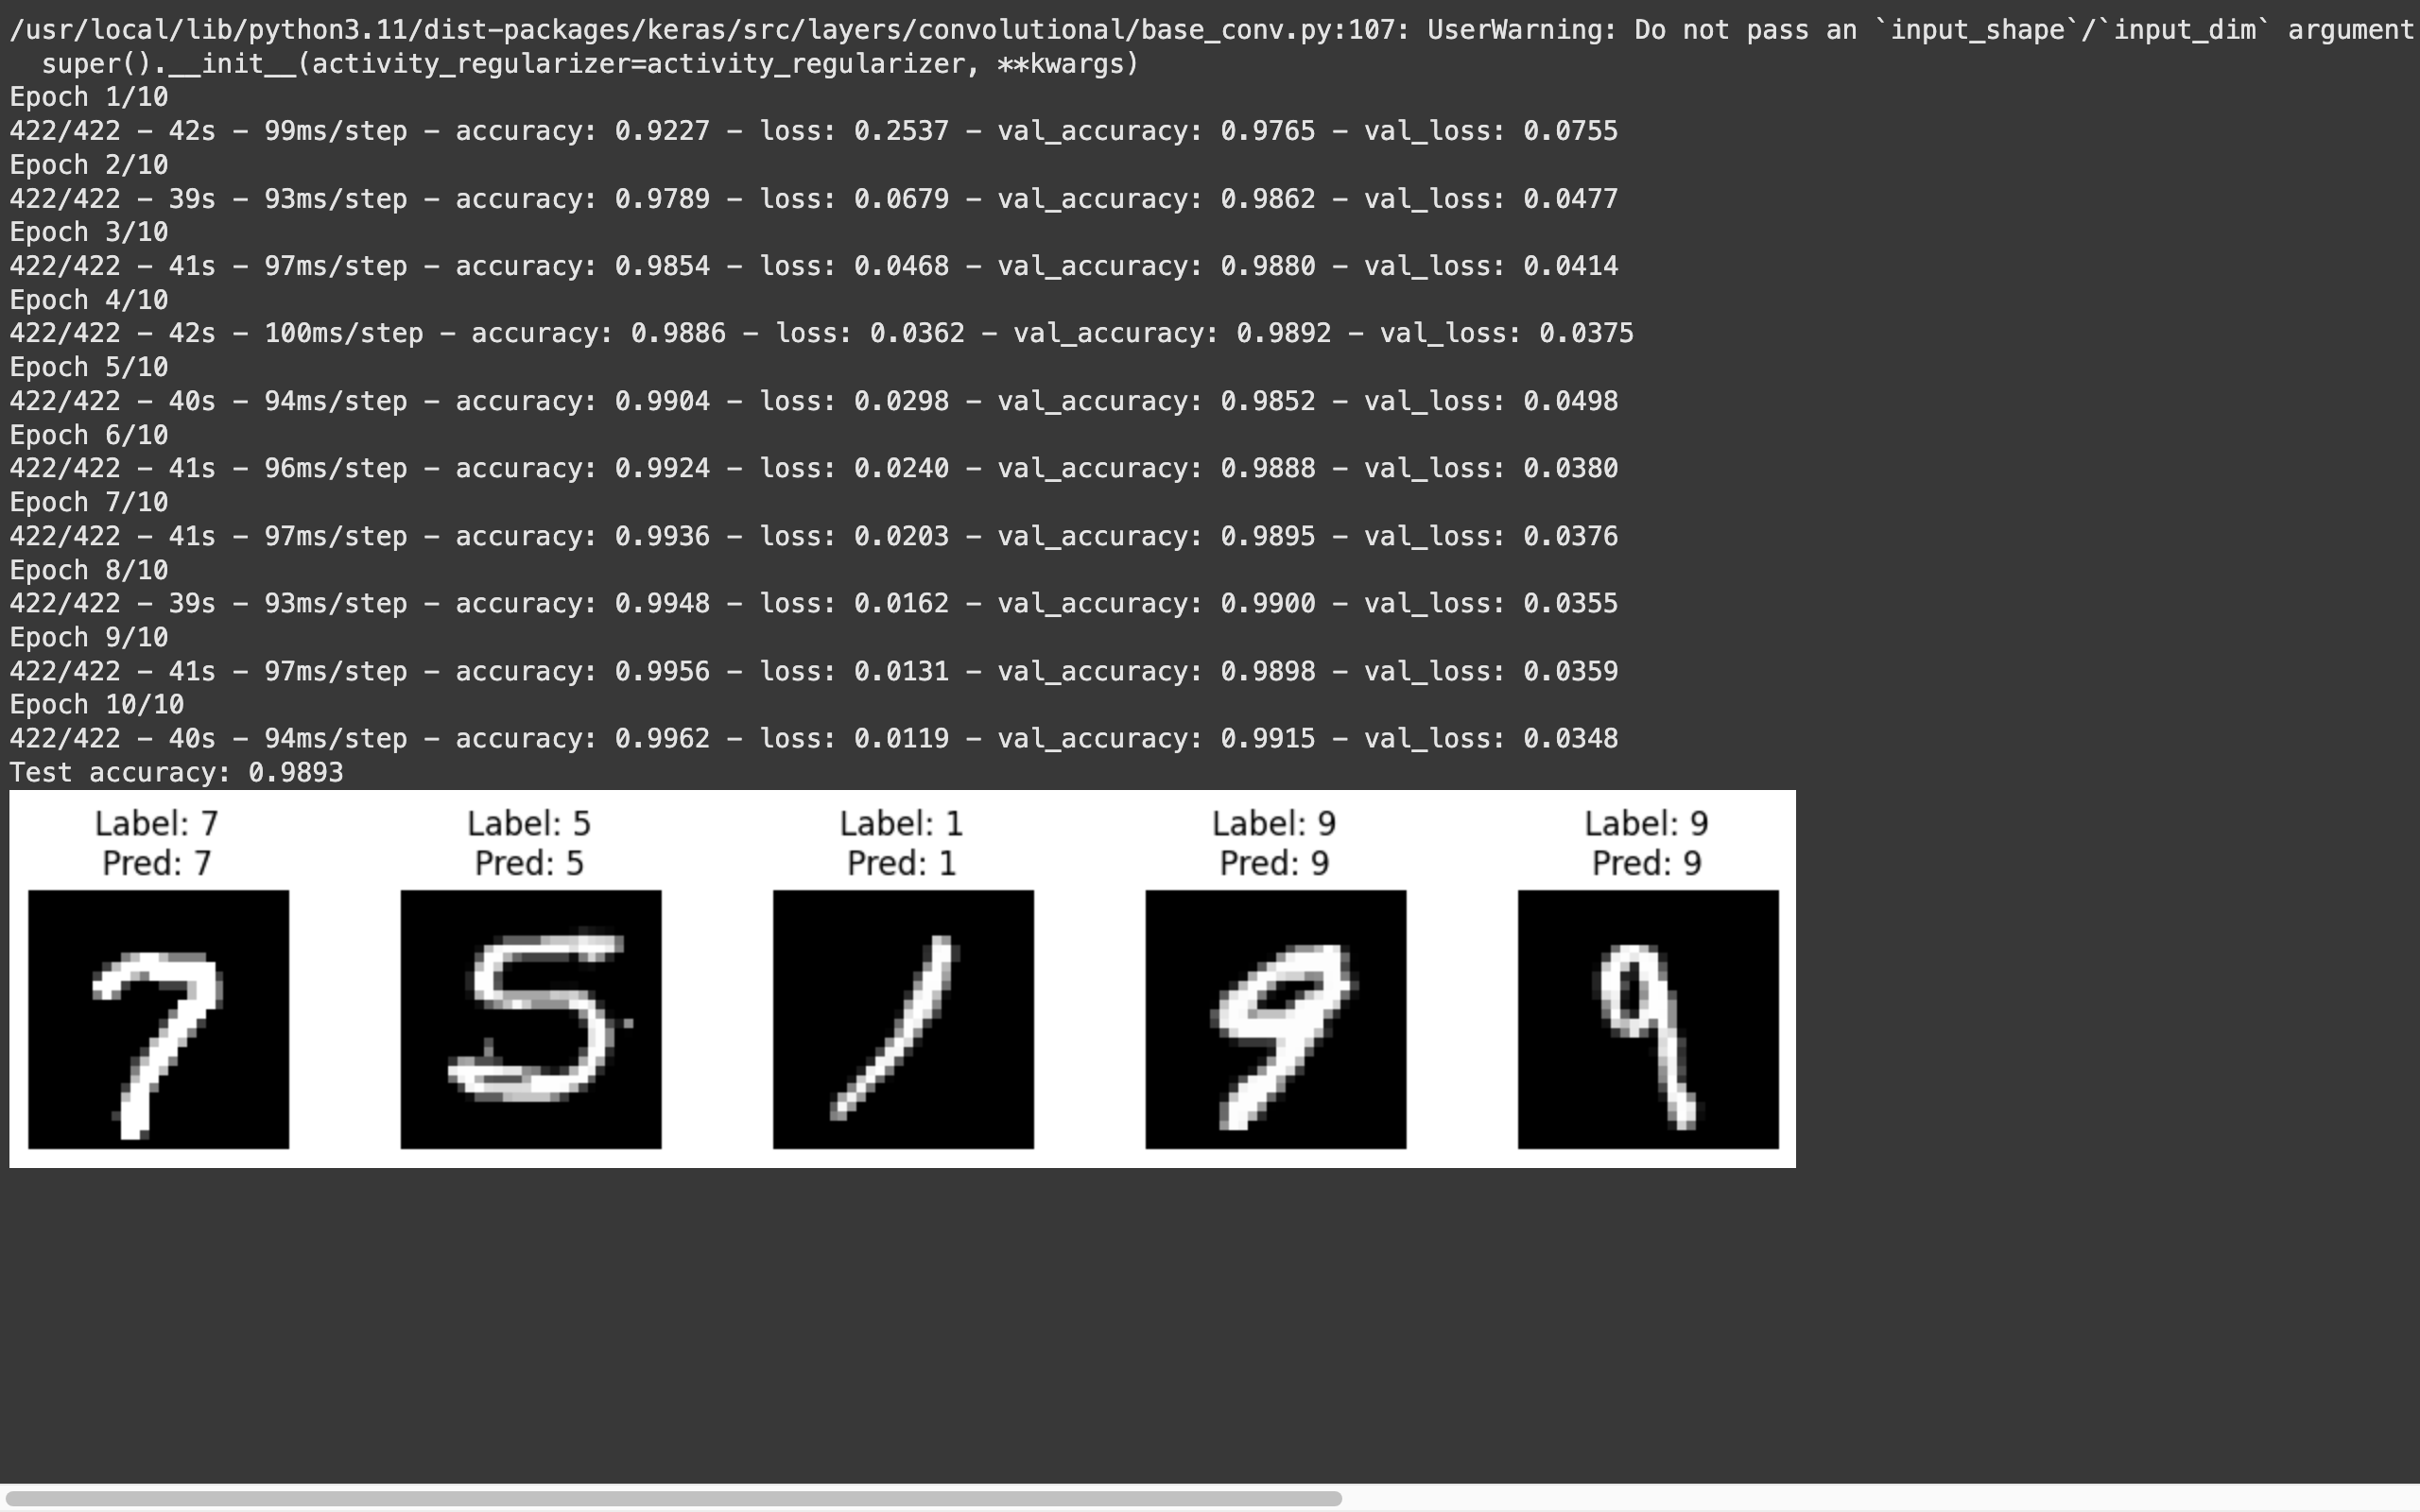 /usr/local/lib/python3.11/dist-packages/keras/src/layers/convolutional/base_conv.py:107: UserWarning: Do not pass an `input_shape`/`input_dim` argument
  super().__init__(activity_regularizer=activity_regularizer, **kwargs)
Epoch 1/10
422/422 - 42s - 99ms/step - accuracy: 0.9227 - loss: 0.2537 - val_accuracy: 0.9765 - val_loss: 0.0755
Epoch 2/10
422/422 - 39s - 93ms/step - accuracy: 0.9789 - loss: 0.0679 - val_accuracy: 0.9862 - val_loss: 0.0477
Epoch 3/10
422/422 - 41s - 97ms/step - accuracy: 0.9854 - loss: 0.0468 - val_accuracy: 0.9880 - val_loss: 0.0414
Epoch 4/10
422/422 - 42s - 100ms/step - accuracy: 0.9886 - loss: 0.0362 - val_accuracy: 0.9892 - val_loss: 0.0375
Epoch 5/10
422/422 - 40s - 94ms/step - accuracy: 0.9904 - loss: 0.0298 - val_accuracy: 0.9852 - val_loss: 0.0498
Epoch 6/10
422/422 - 41s - 96ms/step - accuracy: 0.9924 - loss: 0.0240 - val_accuracy: 0.9888 - val_loss: 0.0380
Epoch 7/10
422/422 - 41s - 97ms/step - accuracy: 0.9936 - loss: 0.0203 - val_accuracy: 0.9895 - val_loss: 0.0376
Epoch 8/10
422/422 - 39s - 93ms/step - accuracy: 0.9948 - loss: 0.0162 - val_accuracy: 0.9900 - val_loss: 0.0355
Epoch 9/10
422/422 - 41s - 97ms/step - accuracy: 0.9956 - loss: 0.0131 - val_accuracy: 0.9898 - val_loss: 0.0359
Epoch 10/10
422/422 - 40s - 94ms/step - accuracy: 0.9962 - loss: 0.0119 - val_accuracy: 0.9915 - val_loss: 0.0348
Test accuracy: 0.9893
Label: 7 Label: 5 Label: 1 Label: 9 Label: 9
Pred: 7 Pred: 5 Pred: 1 Pred: 9 Pred: 9
7 5 1 9 9